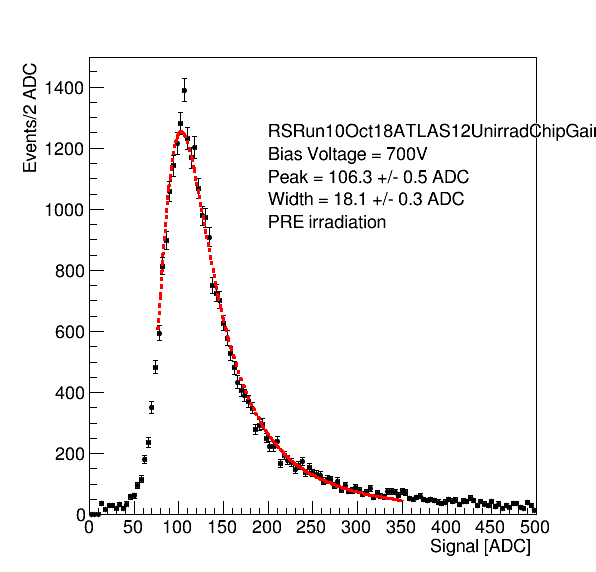 Events/2 ADC
1400
1200
1000
800
600
400
200
0
RSRun10Oct18ATLAS12UnirradChipGai
Bias Voltage = 700V
Peak = 106.3 +/- 0.5 ADC
Width = 18.1 +/- 0.3 ADC
PRE irradiation
0 50 100 150 200 250 300 350 400 450 500
Signal [ADC]